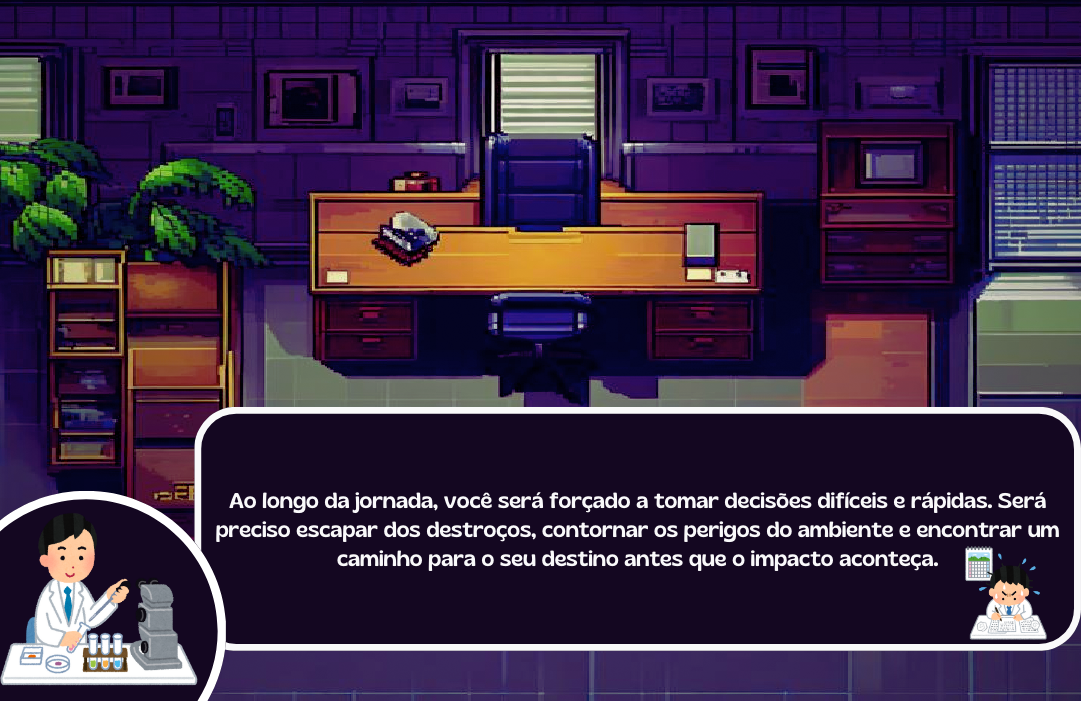 Ao longo da jornada, você será forçado a tomar decisões difíceis e rápidas. Será
preciso escapar dos destroços, contornar os perigos do ambiente e encontrar um
caminho para o seu destino antes que o impacto aconteça.